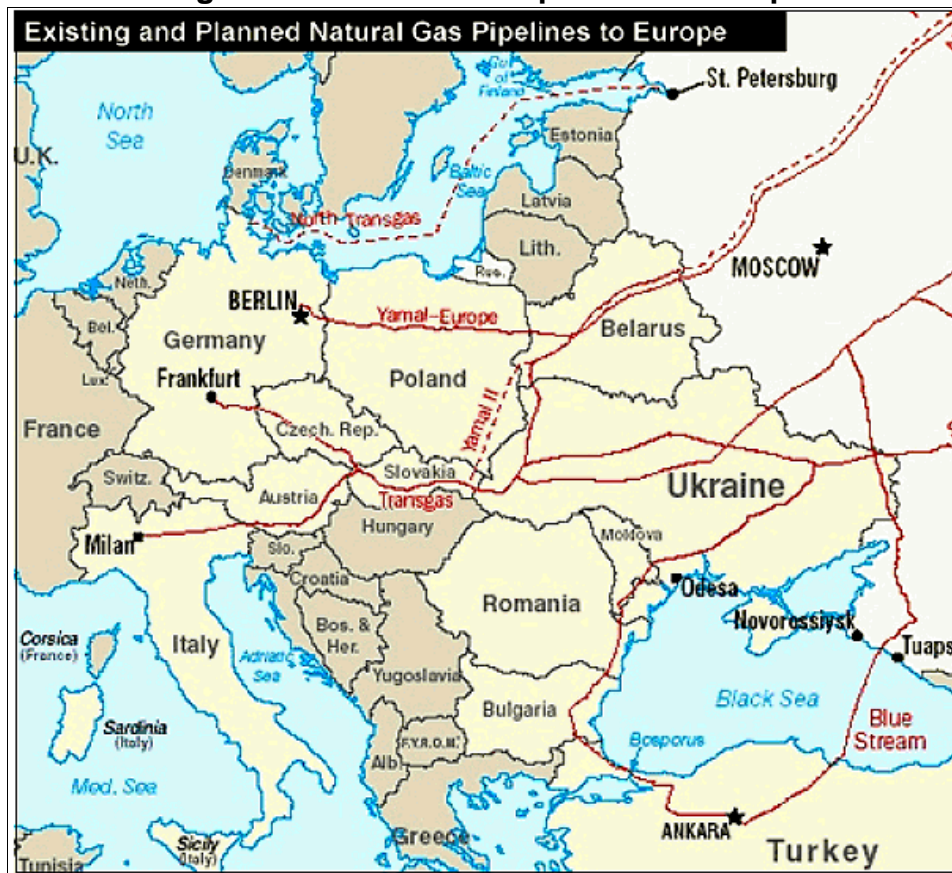 Existing and Planned Natural Gas Pipelines to Europe
North
Sea
Gulf
of
Finland
St. Petersburg
U.K.
Denmark
Estonia
Baltic
Sea
Latvia
North Transgas
Lith.
MOSCOW
Neth.
Rus.
BERLIN
Yamal-Europe
Belarus
Bel.
Germany
Lux.
Frankfurt
Poland
Yamal II
France
Czech. Rep.
Slovakia
Switz.
Austria
Transgas
Ukraine
Hungary
Moldova
Milan
Slo.
Croatia
Odesa
Romania
Bos. &
Her.
Novorossiysk
Corsica
(France)
Italy
Tuaps
Adriatic
Sea
Yugoslavia
Black Sea
Bulgaria
Sardinia
(Italy)
Blue
Stream
F.Y.R.O.M.
Bosporus
Alb.
Med. Sea
ANKARA
Greece
Sicily
(Italy)
Turkey
Tunisia